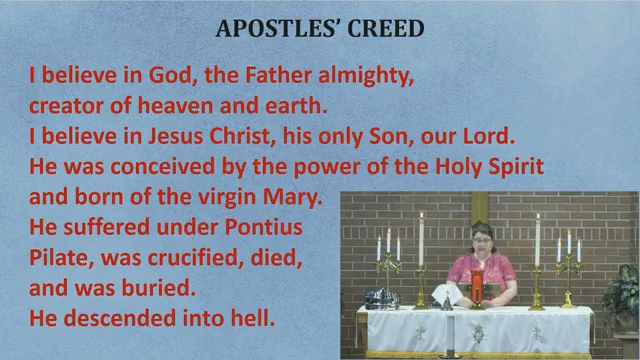 APOSTLES’ CREED
I believe in God, the Father almighty,
creator of heaven and earth.
I believe in Jesus Christ, his only Son, our Lord.
He was conceived by the power of the Holy Spirit
and born of the virgin Mary.
He suffered under Pontius
Pilate, was crucified, died,
and was buried.
He descended into hell.